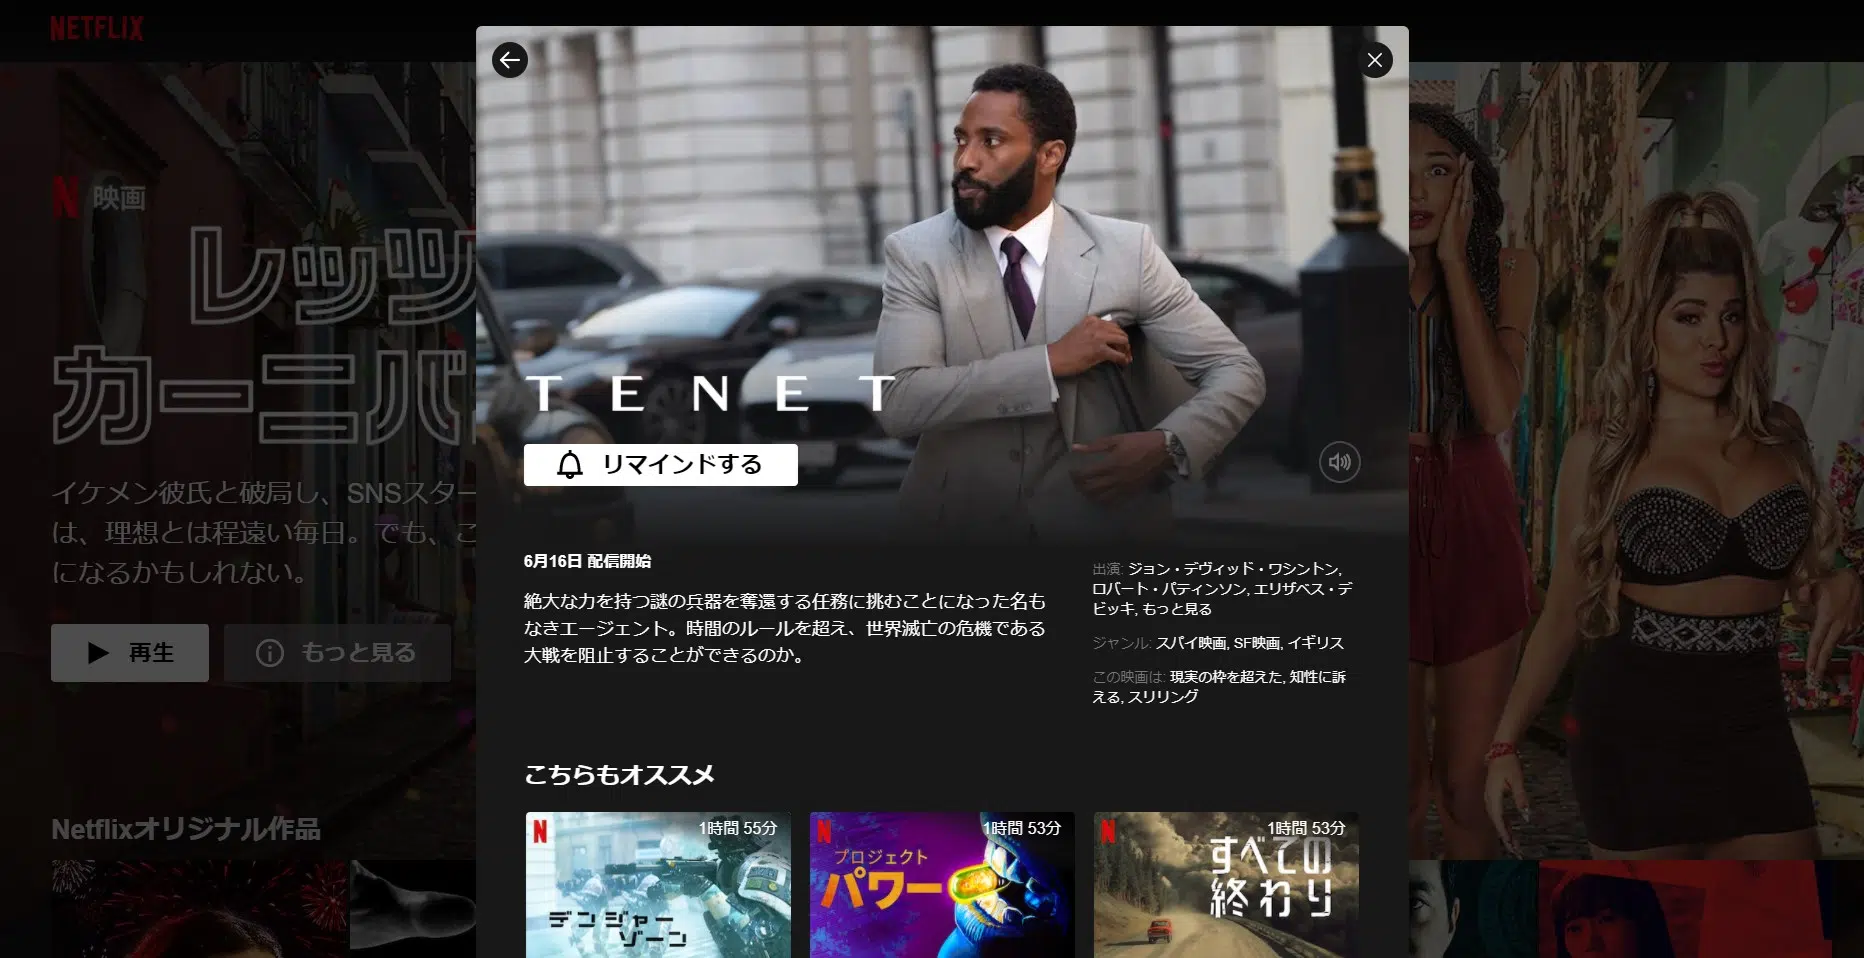 NETFLIX
N 映画
レッツ
カーニバ
イケメン彼氏と破局し、SNSスター
は、理想とは程遠い毎日。でも、こ
になるかもしれない。
再生
もっと見る
Netflixオリジナル作品
TENET
リマインドする
6月16日 配信開始
絶大な力を持つ謎の兵器を奪還する任務に挑むことになった名も
なきエージェント。時間のルールを超え、世界滅亡の危機である
大戦を阻止することができるのか。
出演: ジョン・デヴィッド・ワシントン,
ロバート・パティンソン, エリザベス・デ
ビッキ, もっと見る
ジャンル: スパイ映画, SF映画, イギリス
この映画は: 現実の枠を超えた, 知性に訴
える, スリリング
こちらもオススメ
N
1時間 55分
デンジャー
ゾーン
N
1時間 53分
プロジェクト
パワー
N
1時間 53分
すべての
終わり